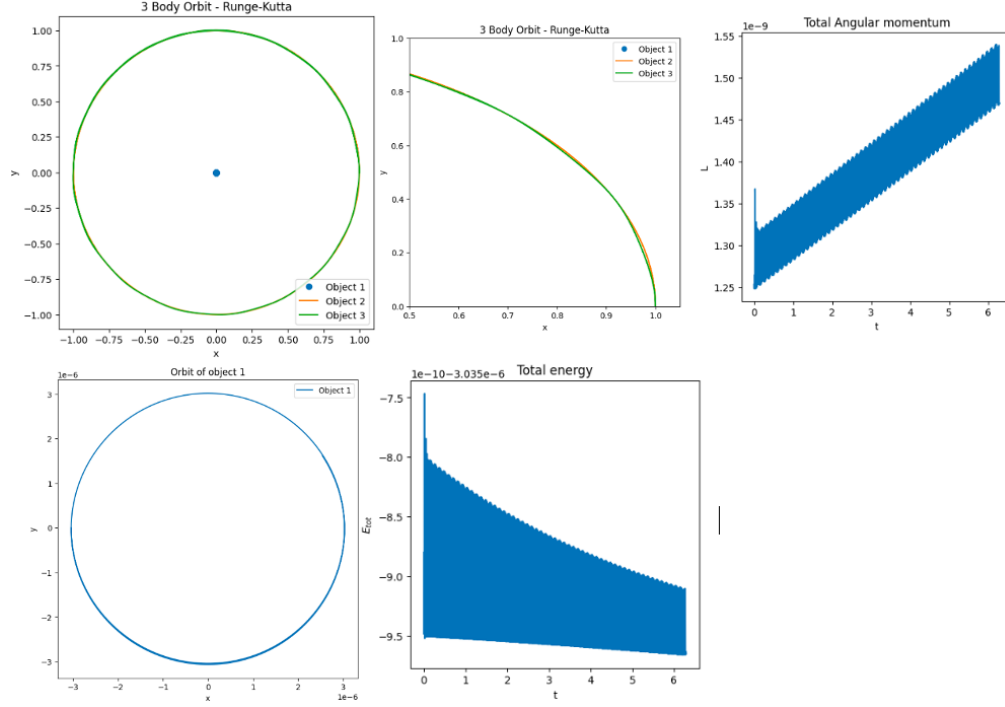 3 Body Orbit - Runge-Kutta
y
1.00
0.75
0.50
0.25
0.00
−0.25
−0.50
−0.75
−1.00
−1.00 −0.75 −0.50 −0.25 0.00 0.25 0.50 0.75 1.00
x
Object 1
Object 2
Object 3
3 Body Orbit - Runge-Kutta
Object 1
Object 2
Object 3
y
1.0
0.8
0.6
0.4
0.2
0.0
0.5 0.6 0.7 0.8 0.9 1.0
x
Total Angular momentum
1e−9
L
1.55
1.50
1.45
1.40
1.35
1.30
1.25
0 1 2 3 4 5 6
t
Orbit of object 1
1e−6
Object 1
y
3
2
1
0
−1
−2
−3
−3 −2 −1 0 1 2 3
1e−6
x
Total energy
1e−10−3.035e−6
E_tot
−7.5
−8.0
−8.5
−9.0
−9.5
0 1 2 3 4 5 6
t